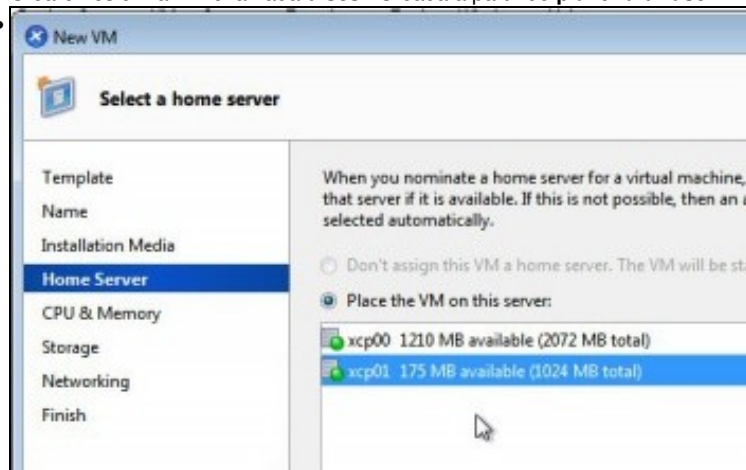 New VM
Select a home server
Template
Name
Installation Media
Home Server
CPU & Memory
Storage
Networking
Finish
When you nominate a home server for a virtual machine,
that server if it is available. If this is not possible, then an a
selected automatically.
Don't assign this VM a home server. The VM will be sta
Place the VM on this server:
xcp00 1210 MB available (2072 MB total)
xcp01 175 MB available (1024 MB total)